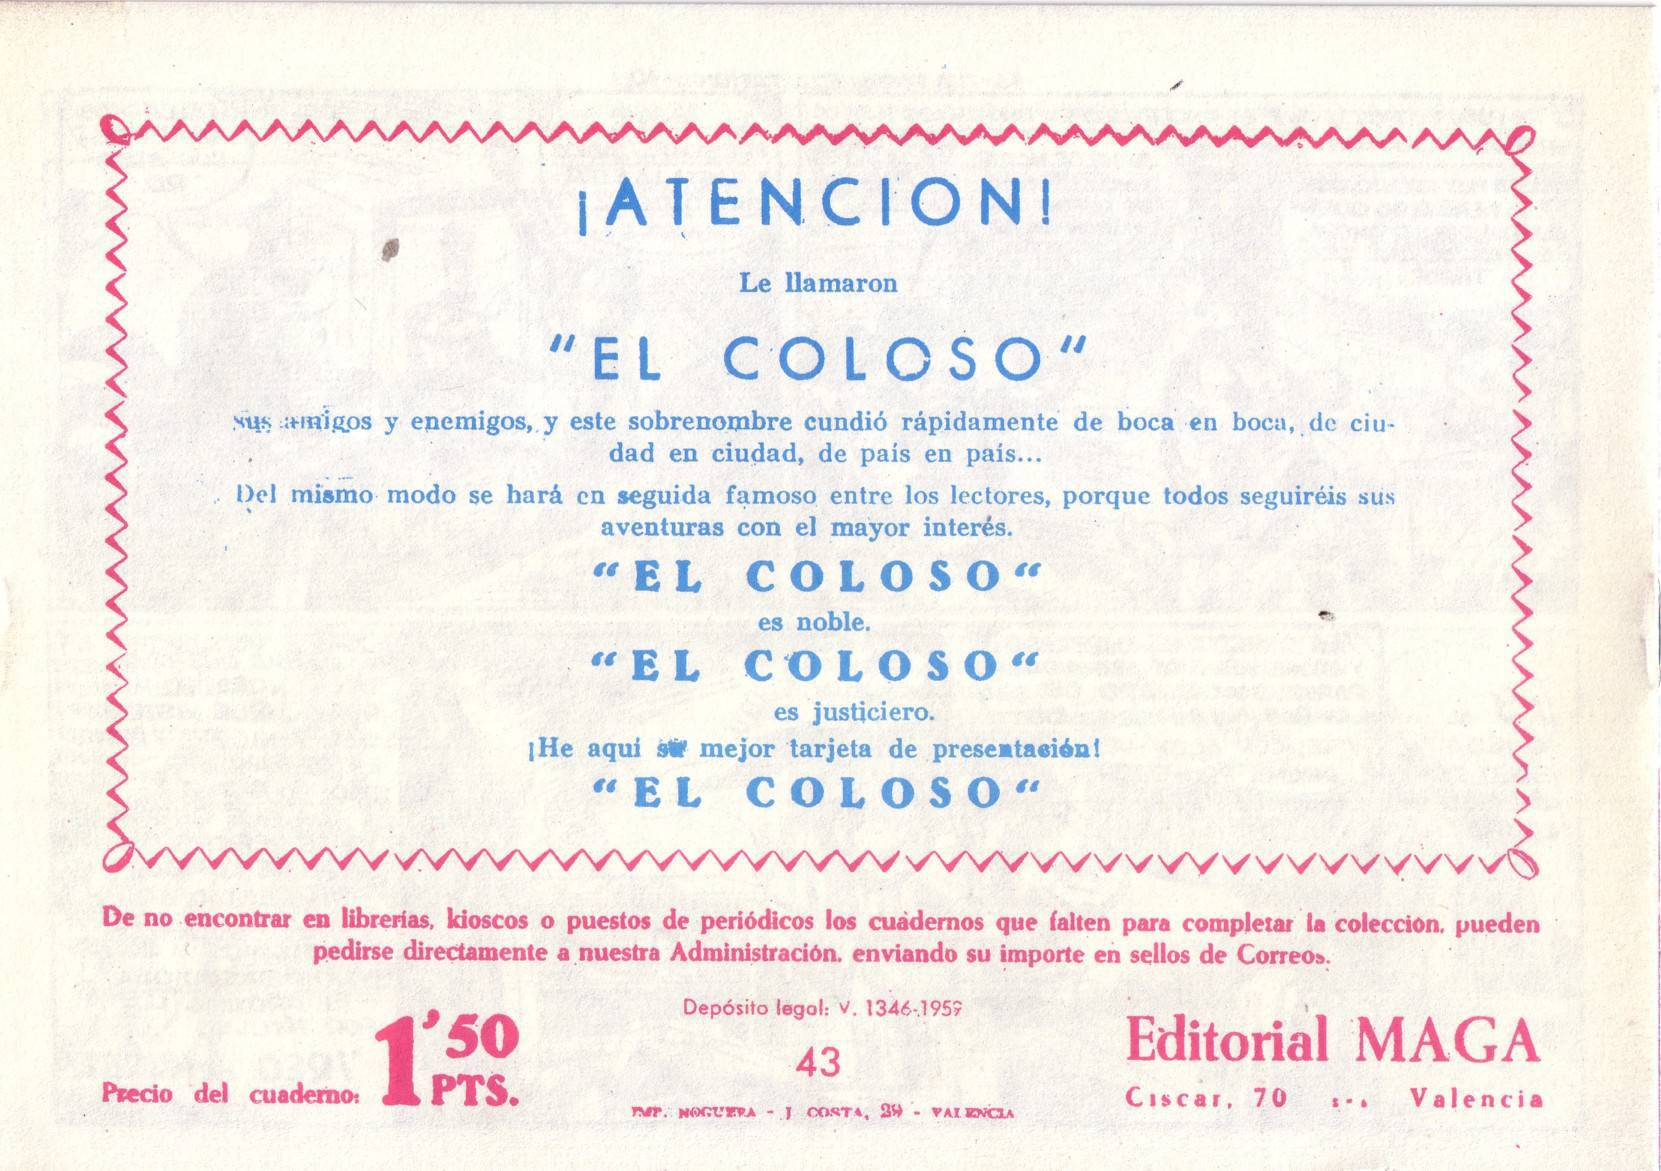 ¡ATENCION!
Le llamaron
"EL COLOSO"
sus amigos y enemigos, y este sobrenombre cundió rápidamente de boca en boca, de ciu-
dad en ciudad, de país en país...
Del mismo modo se hará en seguida famoso entre los lectores, porque todos seguiréis sus
aventuras con el mayor interés.
"EL COLOSO"
es noble.
"EL COLOSO"
es justiciero.
¡He aquí su mejor tarjeta de presentación!
"EL COLOSO"
De no encontrar en librerías, kioscos o puestos de periódicos los cuadernos que falten para completar la colección, pueden
pedirse directamente a nuestra Administración, enviando su importe en sellos de Correos.
Precio del cuaderno: 1'50 PTS.
Depósito legal: V. 1346-1959
43
IMP. NOGUERA - J. COSTA, 29 - VALENCIA
Editorial MAGA
Ciscar, 70 :-. Valencia